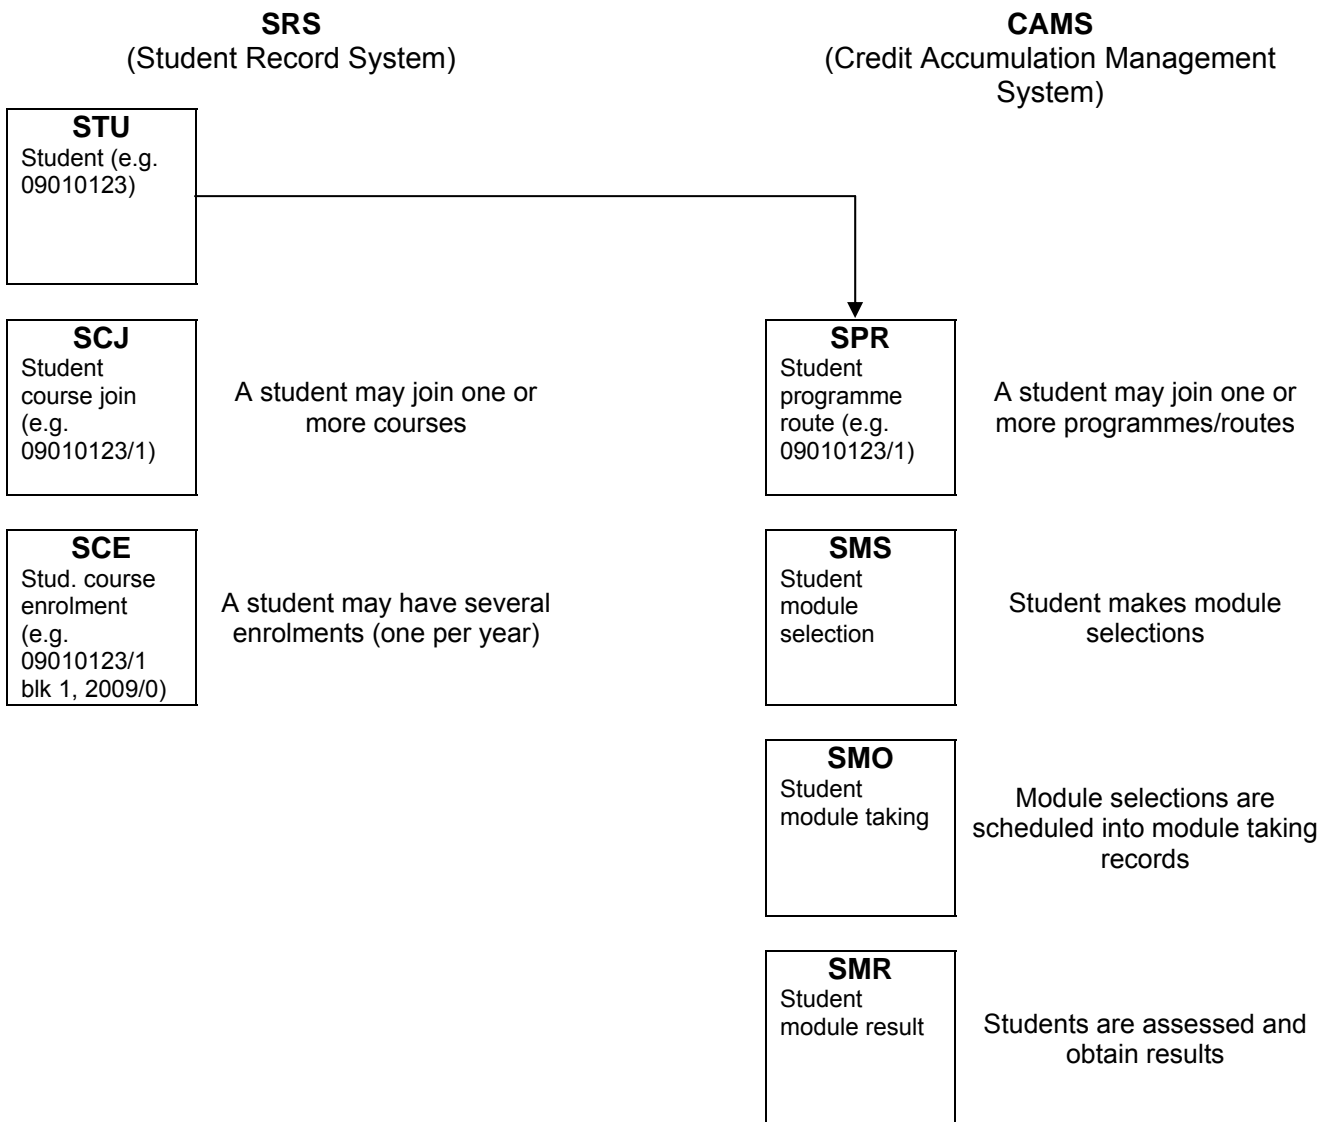 SRS
(Student Record System)
CAMS
(Credit Accumulation Management
System)
STU
Student (e.g.
09010123)
SCJ
Student
course join
(e.g.
09010123/1)
A student may join one or
more courses
SPR
Student
programme
route (e.g.
09010123/1)
A student may join one or
more programmes/routes
SCE
Stud. course
enrolment
(e.g.
09010123/1
blk 1, 2009/0)
A student may have several
enrolments (one per year)
SMS
Student
module
selection
Student makes module
selections
SMO
Student
module taking
Module selections are
scheduled into module taking
records
SMR
Student
module result
Students are assessed and
obtain results